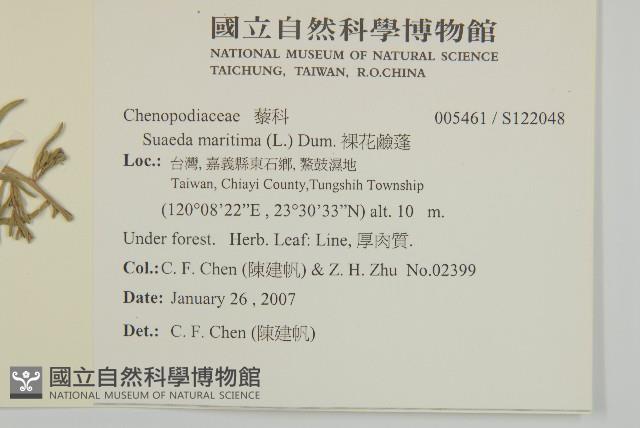 國立自然科學博物館
NATIONAL MUSEUM OF NATURAL SCIENCE
TAICHUNG, TAIWAN, R.O.CHINA
Chenopodiaceae 藜科 005461 / S122048
Suaeda maritima (L.) Dum. 裸花鹼蓬
Loc.: 台灣, 嘉義縣東石鄉, 鰲鼓濕地
Taiwan, Chiayi County,Tungshih Township
(120°08’22”E , 23°30’33”N) alt. 10 m.
Under forest. Herb. Leaf: Line, 厚肉質.
Col.: C. F. Chen (陳建帆) & Z. H. Zhu No.02399
Date: January 26 , 2007
Det.: C. F. Chen (陳建帆)
國立自然科學博物館
NATIONAL MUSEUM OF NATURAL SCIENCE